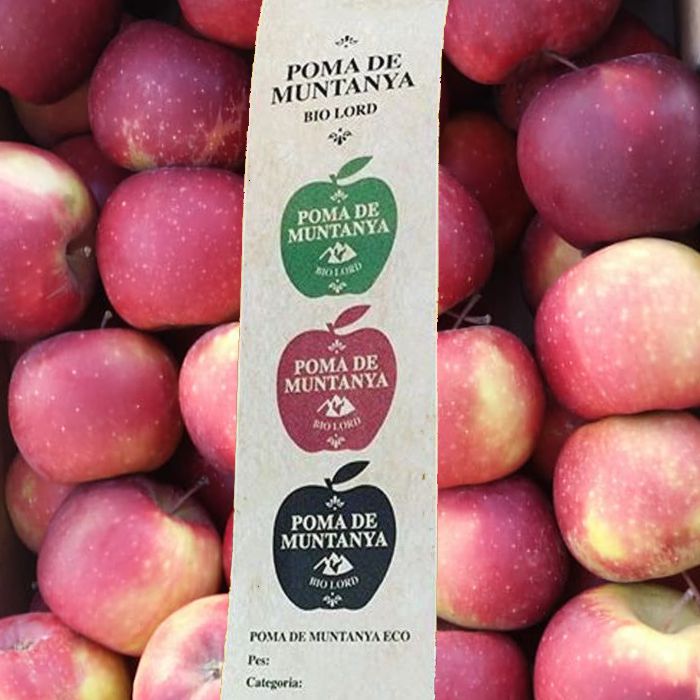 POMA DE
MUNTANYA
BIO LORD
POMA DE
MUNTANYA
BIO LORD
POMA DE
MUNTANYA
BIO LORD
POMA DE
MUNTANYA
BIO LORD
POMA DE MUNTANYA ECO
Pes:
Categoria: